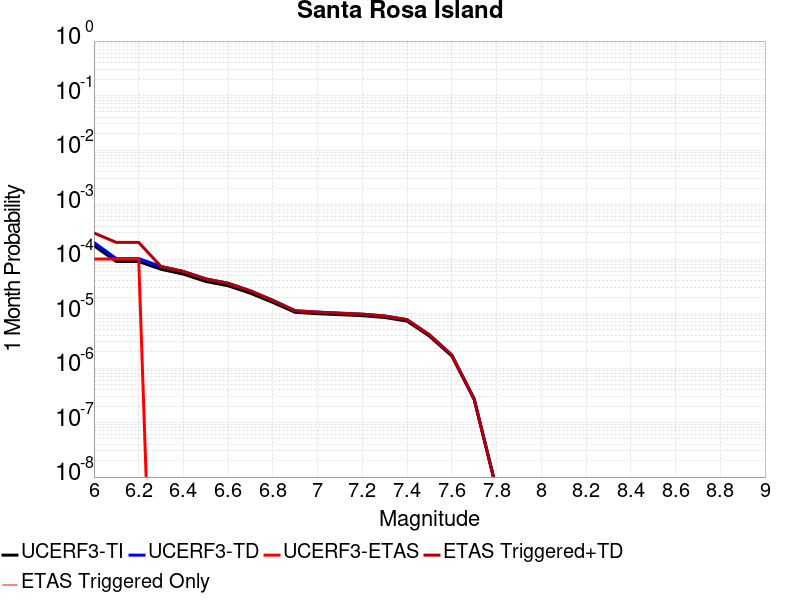 Santa Rosa Island
10^0
10^-1
10^-2
10^-3
10^-4
10^-5
10^-6
10^-7
10^-8
1 Month Probability
6 6.2 6.4 6.6 6.8 7 7.2 7.4 7.6 7.8 8 8.2 8.4 8.6 8.8 9
Magnitude
UCERF3-TI UCERF3-TD UCERF3-ETAS ETAS Triggered+TD
ETAS Triggered Only